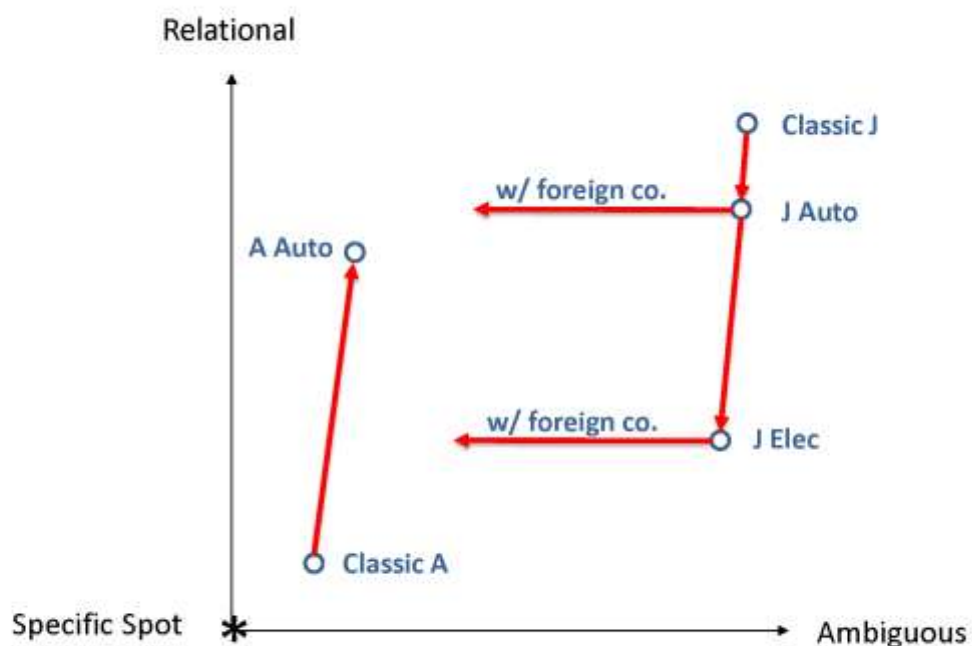 Relational
Classic J
w/ foreign co.
J Auto
A Auto
w/ foreign co.
J Elec
Classic A
Specific Spot *
Ambiguous